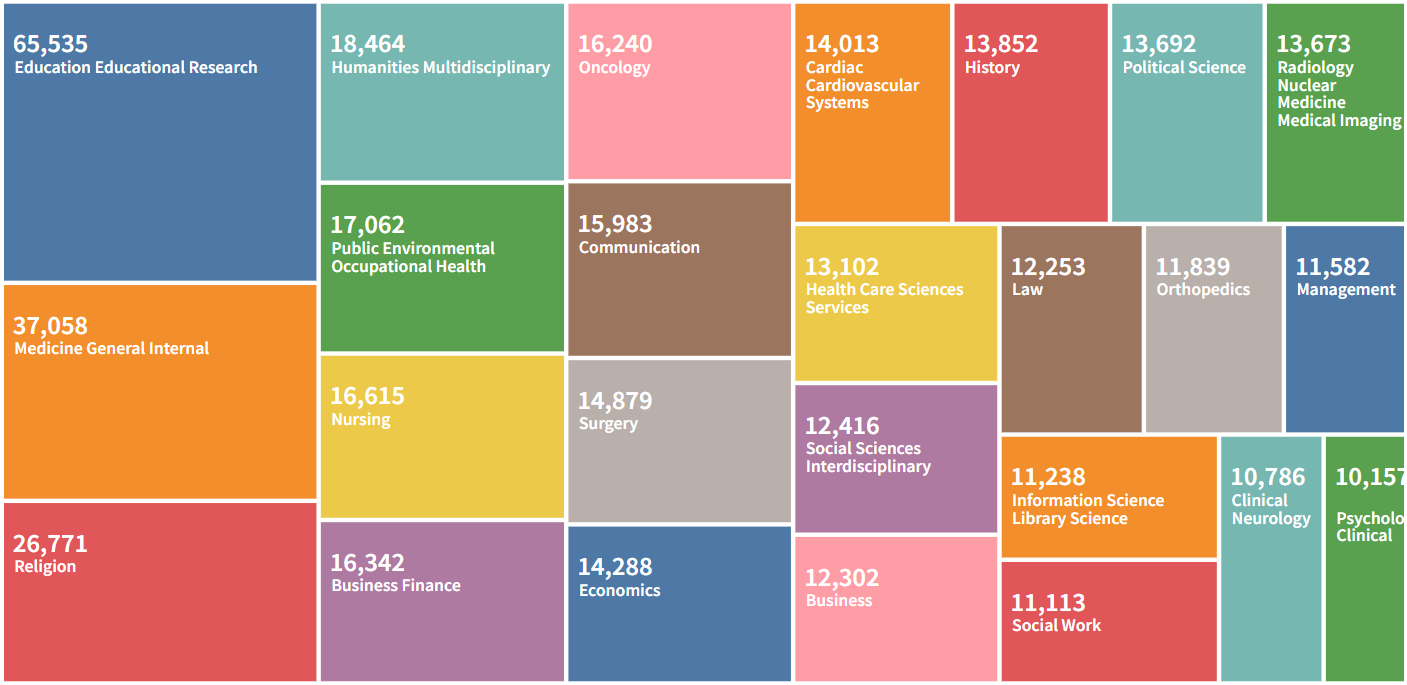 65,535
Education Educational Research
37,058
Medicine General Internal
26,771
Religion
18,464
Humanities Multidisciplinary
17,062
Public Environmental
Occupational Health
16,615
Nursing
16,342
Business Finance
16,240
Oncology
15,983
Communication
14,879
Surgery
14,288
Economics
14,013
Cardiac
Cardiovascular
Systems
13,852
History
13,692
Political Science
13,673
Radiology
Nuclear
Medicine
Medical Imaging
13,102
Health Care Sciences
Services
12,416
Social Sciences
Interdisciplinary
12,302
Business
12,253
Law
11,839
Orthopedics
11,582
Management
11,238
Information Science
Library Science
11,113
Social Work
10,786
Clinical
Neurology
10,157
Psycholo
Clinical